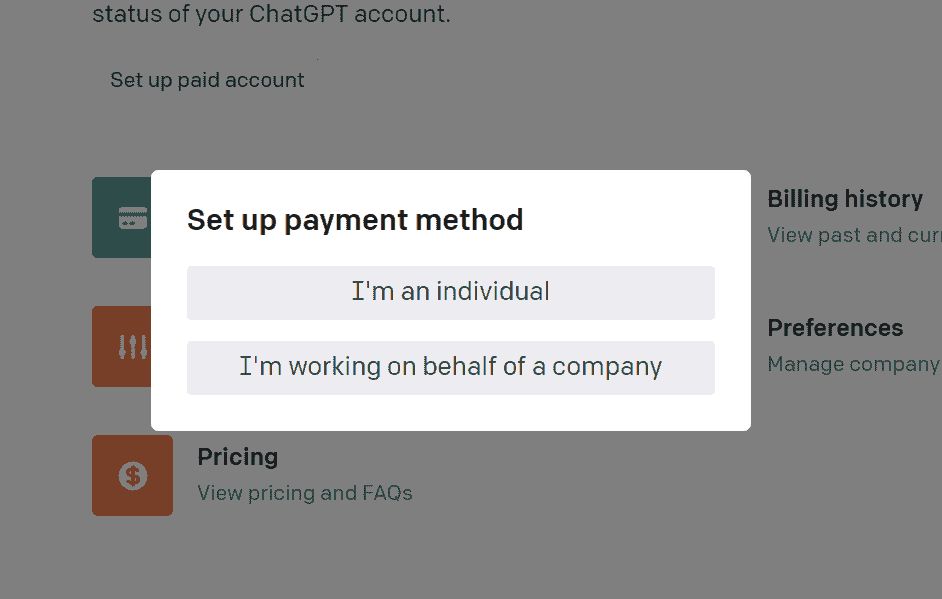 status of your ChatGPT account.
Set up paid account
Set up payment method
I'm an individual
I'm working on behalf of a company
Billing history
View past and
Preferences
Manage company
Pricing
View pricing and FAQs